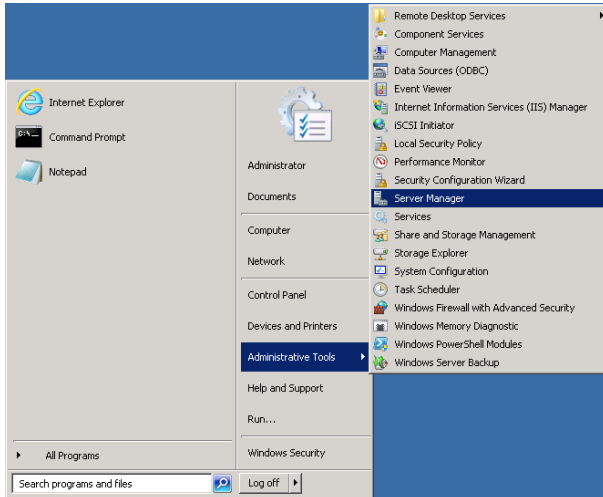 Internet Explorer
Command Prompt
Notepad
All Programs
Search programs and files
Administrator
Documents
Computer
Network
Control Panel
Devices and Printers
Administrative Tools
Help and Support
Run...
Windows Security
Log off
Remote Desktop Services
Component Services
Computer Management
Data Sources (ODBC)
Event Viewer
Internet Information Services (IIS) Manager
iSCSI Initiator
Local Security Policy
Performance Monitor
Security Configuration Wizard
Server Manager
Services
Share and Storage Management
Storage Explorer
System Configuration
Task Scheduler
Windows Firewall with Advanced Security
Windows Memory Diagnostic
Windows PowerShell Modules
Windows Server Backup